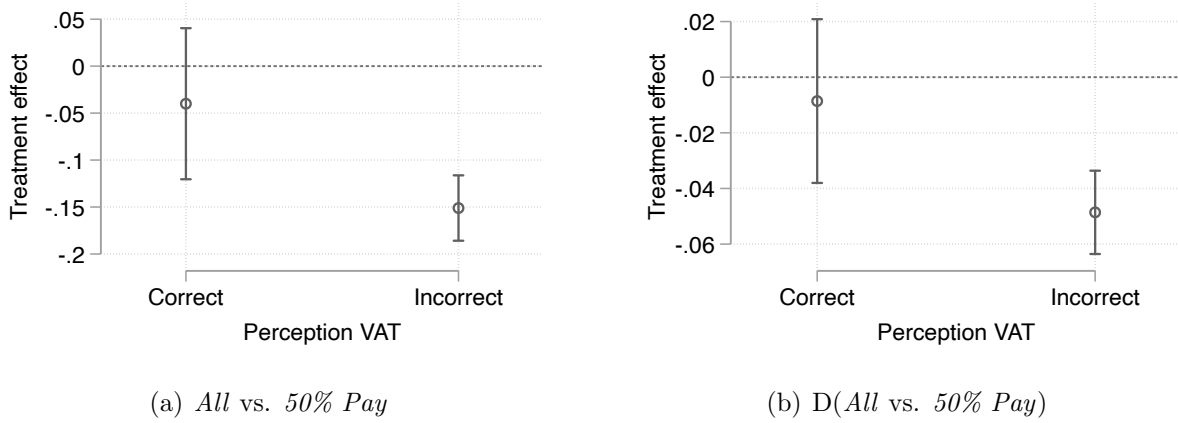 .05
0
-.05
-.1
-.15
-.2
Treatment effect
Correct
Incorrect
Perception VAT
(a) All vs. 50% Pay
.02
0
-.02
-.04
-.06
Treatment effect
Correct
Incorrect
Perception VAT
(b) D(All vs. 50% Pay)